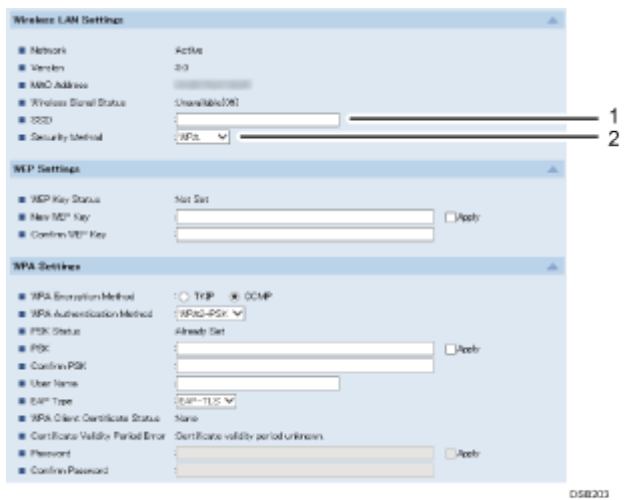 Wireless LAN Settings
Network Active
Version 2.0
MAC Address
Wireless Signal Status :Unavailable[0%]
SSID : 1
Security Method :WPA 2
WEP Settings
WEP Key Status Not Set
New WEP Key : Apply
Confirm WEP Key :
WPA Settings
WPA Encryption Method : TKIP CCMP
WPA Authentication Method :WPA2-PSK
PSK Status Already Set
PSK : Apply
Confirm PSK :
User Name :
EAP Type :EAP-TLS
WPA Client Certificate Status None
Certificate Validity Period Error :Certificate validity period unknown.
Password : Apply
Confirm Password :
DSB203